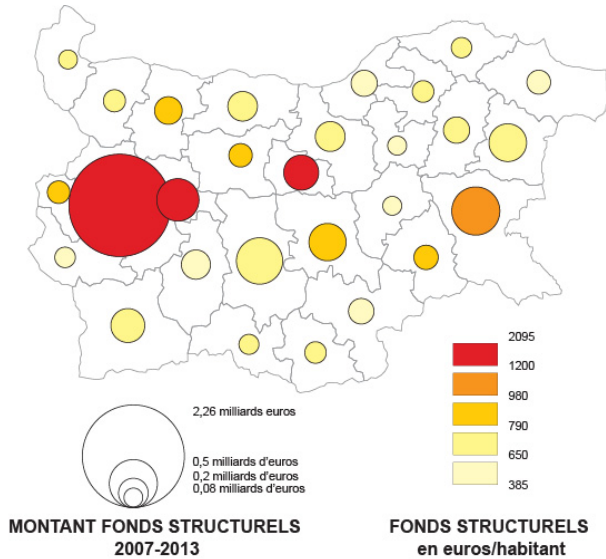 2,26 milliards euros
0,5 milliards d'euros
0,2 milliards d'euros
0,08 milliards d'euros
MONTANT FONDS STRUCTURELS
2007-2013
2095
1200
980
790
650
385
FONDS STRUCTURELS
en euros/habitant